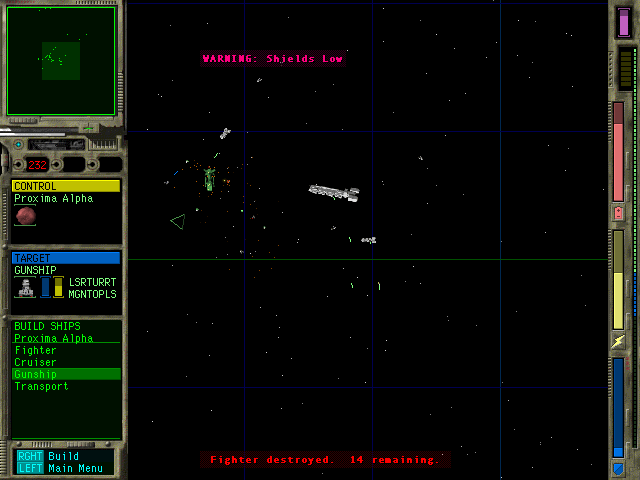 WARNING: Shields Low
232
CONTROL
Proxima Alpha
TARGET
GUNSHIP
LSRTURRT
MGNTOPLS
BUILD SHIPS
Proxima Alpha
Fighter
Cruiser
Gunship
Transport
RGHT Build
LEFT Main Menu
Fighter destroyed. 14 remaining.